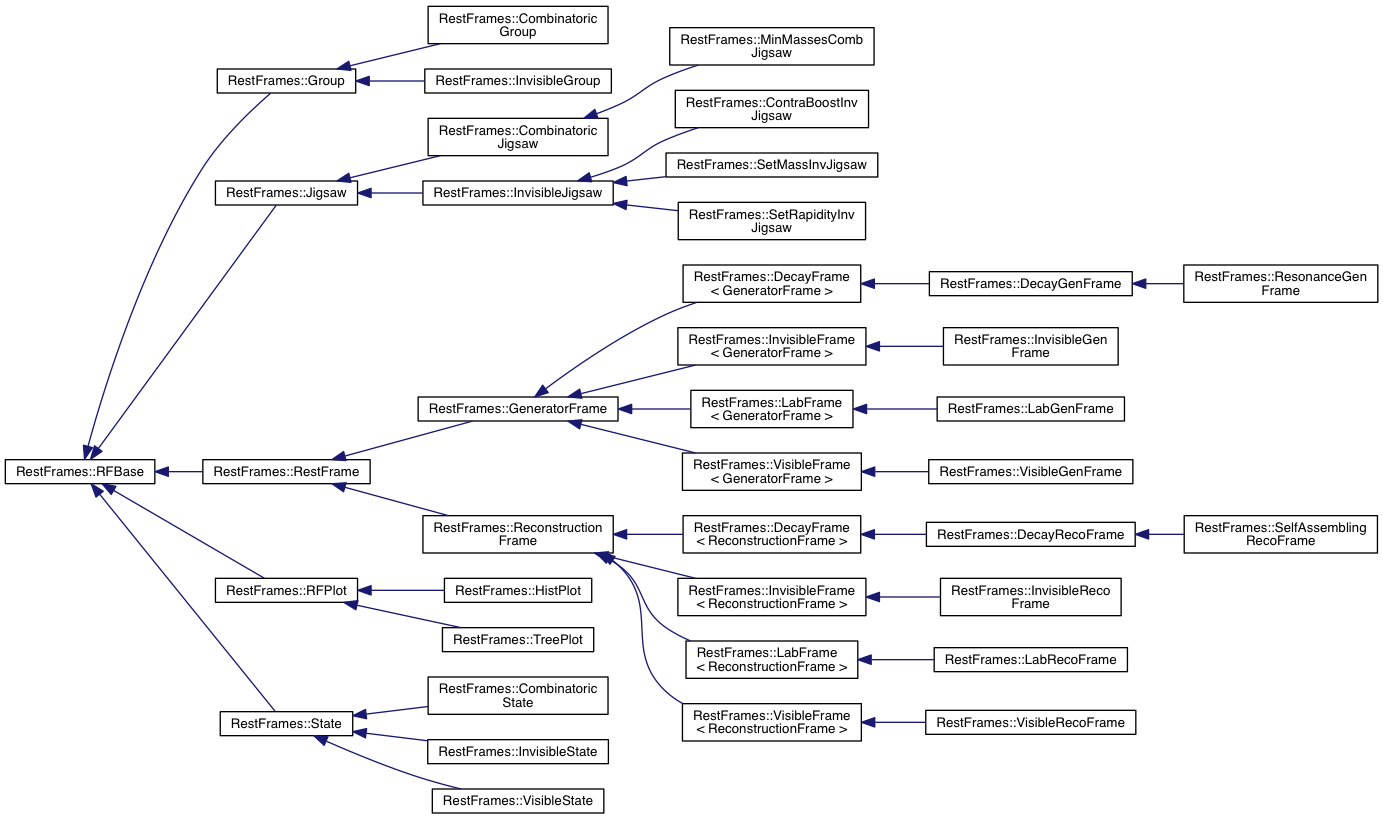 RestFrames::Combinatoric
Group
RestFrames::Group
RestFrames::InvisibleGroup
RestFrames::MinMassesComb
Jigsaw
RestFrames::ContraBoostInv
Jigsaw
RestFrames::Combinatoric
Jigsaw
RestFrames::SetMassInvJigsaw
RestFrames::Jigsaw
RestFrames::InvisibleJigsaw
RestFrames::SetRapidityInv
Jigsaw
RestFrames::DecayFrame
< GeneratorFrame >
RestFrames::DecayGenFrame
RestFrames::ResonanceGen
Frame
RestFrames::InvisibleFrame
< GeneratorFrame >
RestFrames::InvisibleGen
Frame
RestFrames::GeneratorFrame
RestFrames::LabFrame
< GeneratorFrame >
RestFrames::LabGenFrame
RestFrames::RFBase
RestFrames::RestFrame
RestFrames::VisibleFrame
< GeneratorFrame >
RestFrames::VisibleGenFrame
RestFrames::Reconstruction
Frame
RestFrames::DecayFrame
< ReconstructionFrame >
RestFrames::DecayRecoFrame
RestFrames::SelfAssembling
RecoFrame
RestFrames::RFPlot
RestFrames::HistPlot
RestFrames::InvisibleFrame
< ReconstructionFrame >
RestFrames::InvisibleReco
Frame
RestFrames::TreePlot
RestFrames::LabFrame
< ReconstructionFrame >
RestFrames::LabRecoFrame
RestFrames::Combinatoric
State
RestFrames::State
RestFrames::VisibleFrame
< ReconstructionFrame >
RestFrames::VisibleRecoFrame
RestFrames::InvisibleState
RestFrames::VisibleState